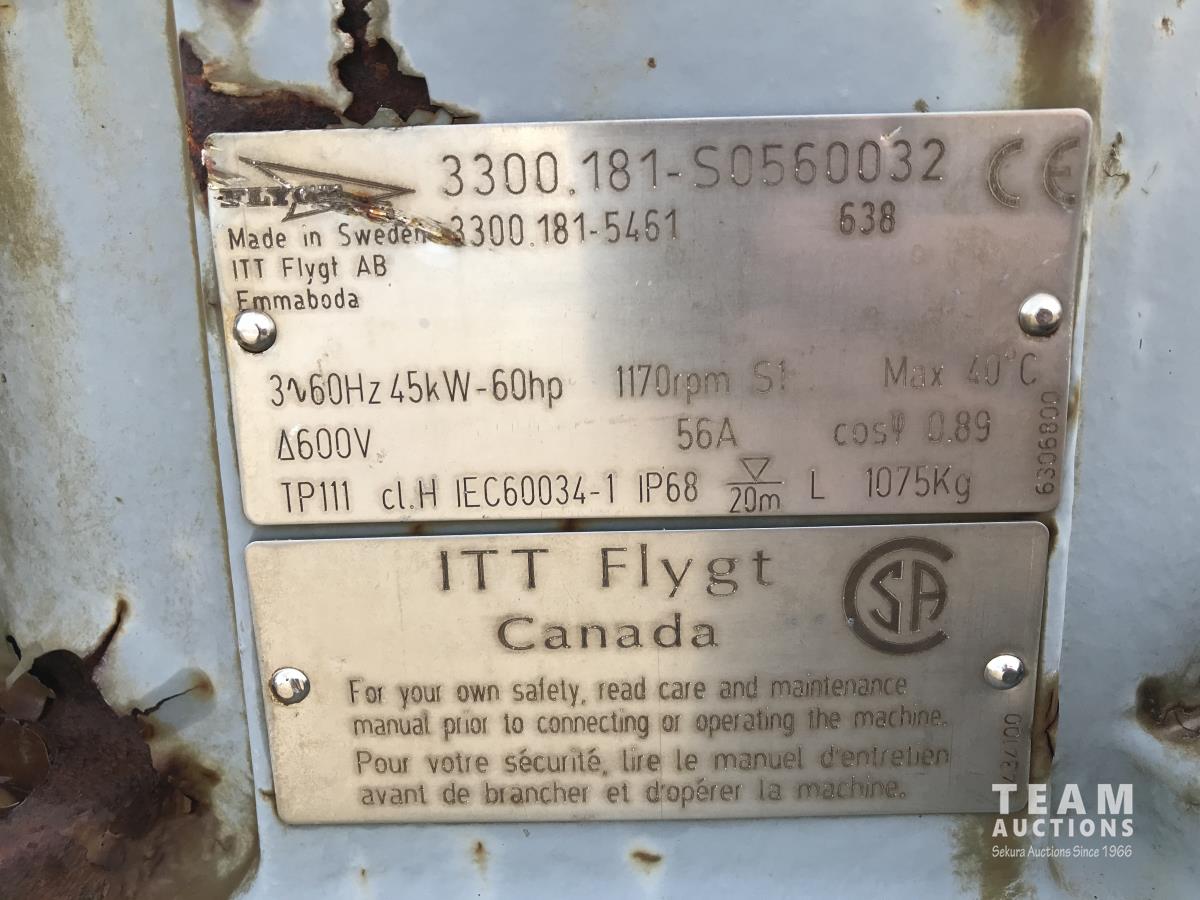 FLYGT 3300.181-S0560032 CE
3300.181-5461 638
Made in Sweden
ITT Flygt AB
Emmaboda
3∿60Hz 45kW-60hp 1170rpm S1 Max 40°C
Δ600V 56A cosφ 0.89
TP111 cl.H IEC60034-1 IP68 20m L 1075Kg
6306800
ITT Flygt
Canada
CSA
For your own safety, read care and maintenance
manual prior to connecting or operating the machine.
Pour votre sécurité, lire le manuel d'entretien
avant de brancher et d'opérer la machine.
434100
TEAM
AUCTIONS
Sekura Auctions Since 1966